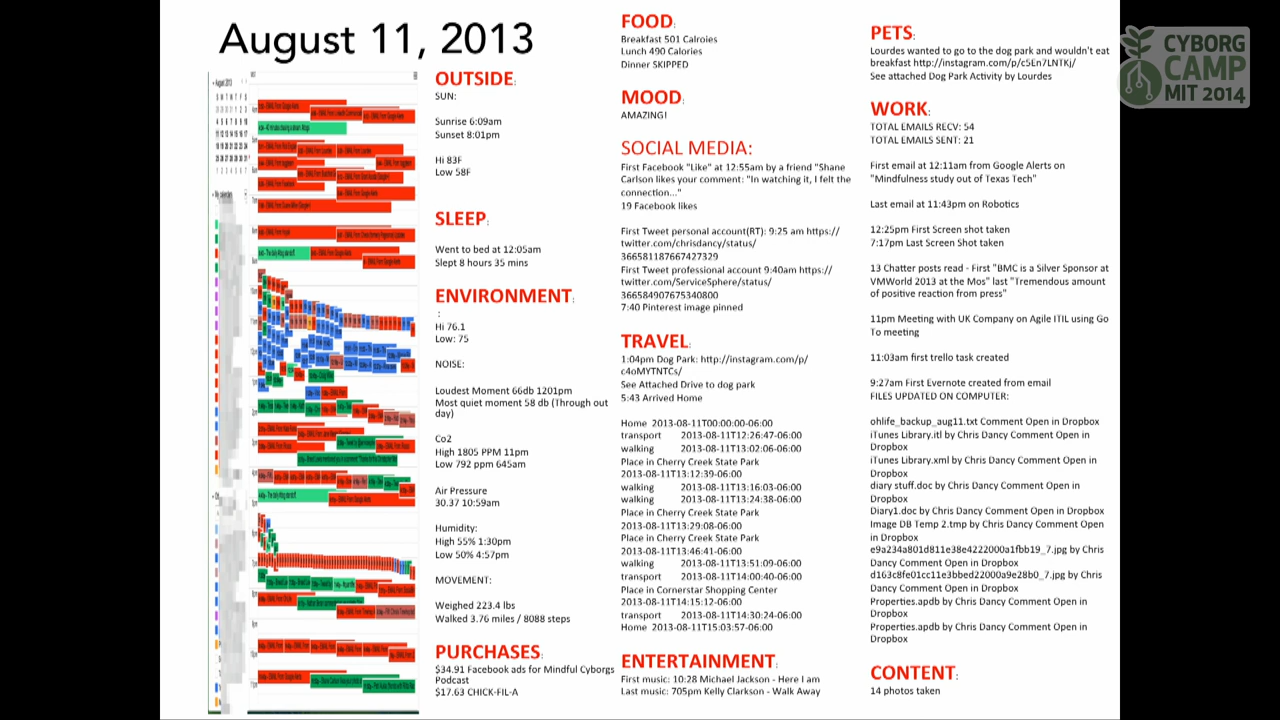 August 11, 2013
OUTSIDE:
SUN:
Sunrise 6:09am
Sunset 8:01pm
Hi 83F
Low 58F
SLEEP:
Went to bed at 12:05am
Slept 8 hours 35 mins
ENVIRONMENT:
:
Hi 76.1
Low: 75
NOISE:
Loudest Moment 66db 1201pm
Most quiet moment 58 db (Through out
day)
Co2
High 1805 PPM 11pm
Low 792 ppm 645am
Air Pressure
30.37 10:59am
Humidity:
High 55% 1:30pm
Low 50% 4:57pm
MOVEMENT:
Weighed 223.4 lbs
Walked 3.76 miles / 8088 steps
PURCHASES:
$34.91 Facebook ads for Mindful Cyborgs
Podcast
$17.63 CHICK-FIL-A
FOOD:
Breakfast 501 Calroies
Lunch 490 Calories
Dinner SKIPPED
MOOD:
AMAZING!
SOCIAL MEDIA:
First Facebook "Like" at 12:55am by a friend "Shane
Carlson likes your comment: "In watching it, I felt the
connection..."
19 Facebook likes
First Tweet personal account(RT): 9:25 am https://
twitter.com/chrisdancy/status/
366581187667427329
First Tweet professional account 9:40am https://
twitter.com/ServiceSphere/status/
366584907675340800
7:40 Pinterest image pinned
TRAVEL:
1:04pm Dog Park: http://instagram.com/p/
c4oMYTNTCs/
See Attached Drive to dog park
5:43 Arrived Home
Home 2013-08-11T00:00:00-06:00
transport 2013-08-11T12:26:47-06:00
walking 2013-08-11T13:02:06-06:00
Place in Cherry Creek State Park
2013-08-11T13:12:39-06:00
walking 2013-08-11T13:16:03-06:00
walking 2013-08-11T13:24:38-06:00
Place in Cherry Creek State Park
2013-08-11T13:29:08-06:00
Place in Cherry Creek State Park
2013-08-11T13:46:41-06:00
walking 2013-08-11T13:51:09-06:00
transport 2013-08-11T14:00:40-06:00
Place in Cornerstar Shopping Center
2013-08-11T14:15:12-06:00
transport 2013-08-11T14:30:24-06:00
Home 2013-08-11T15:03:57-06:00
ENTERTAINMENT:
First music: 10:28 Michael Jackson - Here I am
Last music: 705pm Kelly Clarkson - Walk Away
PETS:
Lourdes wanted to go to the dog park and wouldn't eat
breakfast http://instagram.com/p/c5En7LNTKj/
See attached Dog Park Activity by Lourdes
WORK:
TOTAL EMAILS RECV: 54
TOTAL EMAILS SENT: 21
First email at 12:11am from Google Alerts on
"Mindfulness study out of Texas Tech"
Last email at 11:43pm on Robotics
12:25pm First Screen shot taken
7:17pm Last Screen Shot taken
13 Chatter posts read - First "BMC is a Silver Sponsor at
VMWorld 2013 at the Mos" last "Tremendous amount
of positive reaction from press"
11pm Meeting with UK Company on Agile ITIL using Go
To meeting
11:03am first trello task created
9:27am First Evernote created from email
FILES UPDATED ON COMPUTER:
ohlife_backup_aug11.txt Comment Open in Dropbox
iTunes Library.itl by Chris Dancy Comment Open in
Dropbox
iTunes Library.xml by Chris Dancy Comment Open in
Dropbox
diary stuff.doc by Chris Dancy Comment Open in
Dropbox
Diary1.doc by Chris Dancy Comment Open in Dropbox
Image DB Temp 2.tmp by Chris Dancy Comment Open
in Dropbox
e9a234a801d811e38e4222000a1fbb19_7.jpg by Chris
Dancy Comment Open in Dropbox
d163c8fe01cc11e3bbed22000a9e28b0_7.jpg by Chris
Dancy Comment Open in Dropbox
Properties.apdb by Chris Dancy Comment Open in
Dropbox
Properties.apdb by Chris Dancy Comment Open in
Dropbox
CONTENT:
14 photos taken
CYBORG
CAMP
MIT 2014